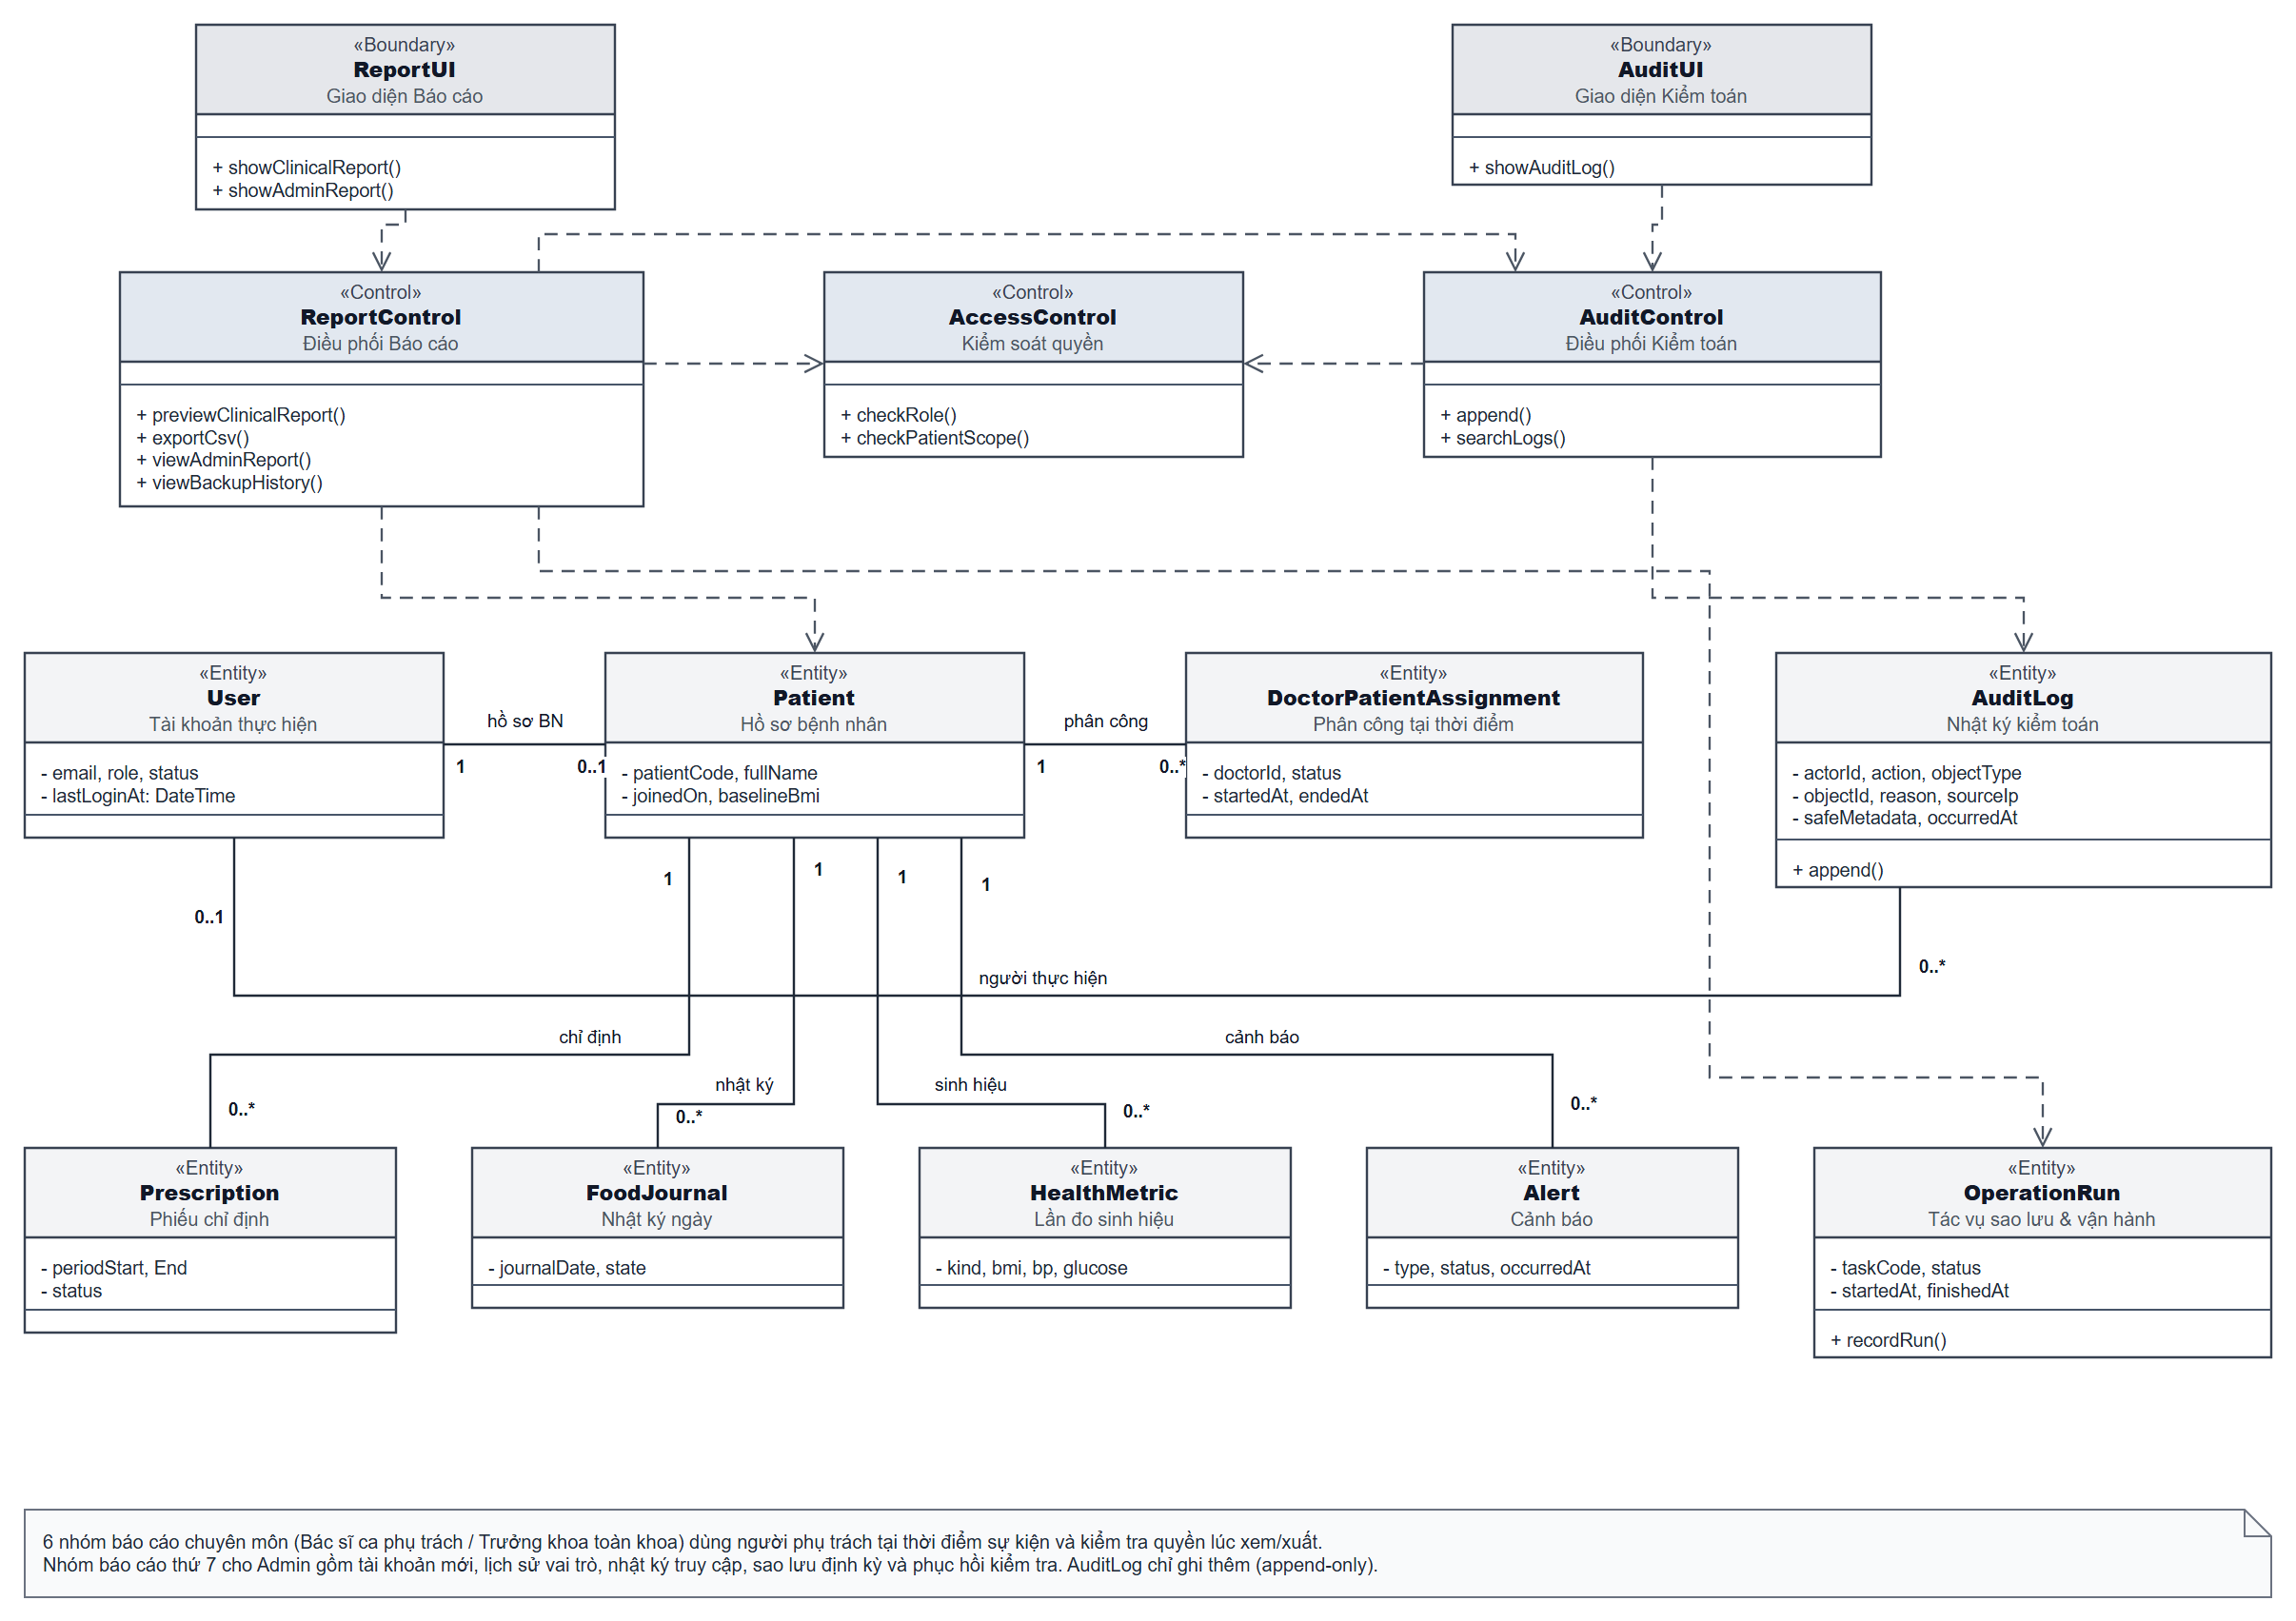 «Boundary»
ReportUI
Giao diện Báo cáo
+ showClinicalReport()
+ showAdminReport()
«Boundary»
AuditUI
Giao diện Kiểm toán
+ showAuditLog()
«Control»
ReportControl
Điều phối Báo cáo
+ previewClinicalReport()
+ exportCsv()
+ viewAdminReport()
+ viewBackupHistory()
«Control»
AccessControl
Kiểm soát quyền
+ checkRole()
+ checkPatientScope()
«Control»
AuditControl
Điều phối Kiểm toán
+ append()
+ searchLogs()
«Entity»
User
Tài khoản thực hiện
- email, role, status
- lastLoginAt: DateTime
hồ sơ BN
1
0..1
«Entity»
Patient
Hồ sơ bệnh nhân
- patientCode, fullName
- joinedOn, baselineBmi
phân công
1
0..*
«Entity»
DoctorPatientAssignment
Phân công tại thời điểm
- doctorId, status
- startedAt, endedAt
«Entity»
AuditLog
Nhật ký kiểm toán
- actorId, action, objectType
- objectId, reason, sourceIp
- safeMetadata, occurredAt
+ append()
1
1
1
1
0..1
người thực hiện
0..*
chỉ định
cảnh báo
nhật ký
sinh hiệu
0..*
0..*
0..*
0..*
«Entity»
Prescription
Phiếu chỉ định
- periodStart, End
- status
«Entity»
FoodJournal
Nhật ký ngày
- journalDate, state
«Entity»
HealthMetric
Lần đo sinh hiệu
- kind, bmi, bp, glucose
«Entity»
Alert
Cảnh báo
- type, status, occurredAt
«Entity»
OperationRun
Tác vụ sao lưu & vận hành
- taskCode, status
- startedAt, finishedAt
+ recordRun()
6 nhóm báo cáo chuyên môn (Bác sĩ ca phụ trách / Trưởng khoa toàn khoa) dùng người phụ trách tại thời điểm sự kiện và kiểm tra quyền lúc xem/xuất.
Nhóm báo cáo thứ 7 cho Admin gồm tài khoản mới, lịch sử vai trò, nhật ký truy cập, sao lưu định kỳ và phục hồi kiểm tra. AuditLog chỉ ghi thêm (append-only).